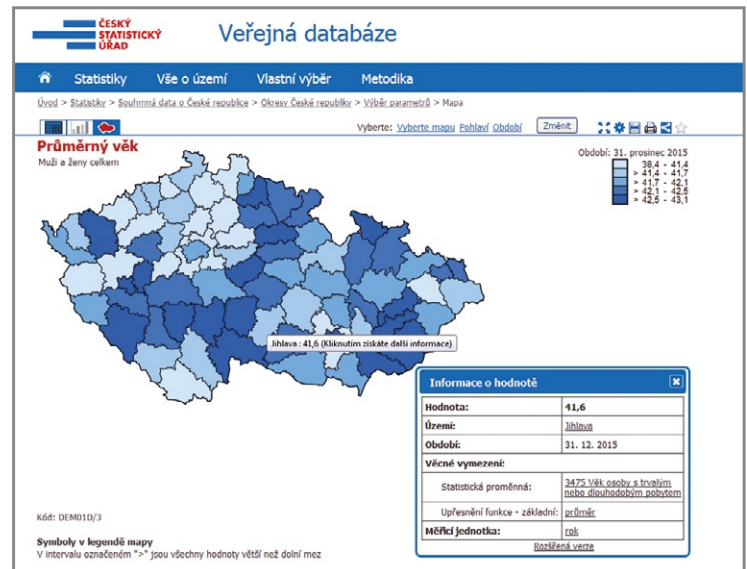 ČESKÝ
STATISTICKÝ
ÚŘAD
Veřejná databáze
Statistiky Vše o území Vlastní výběr Metodika
Úvod > Statistiky > Souhrnná data o České republice > Okresy České republiky > Výběr parametrů > Mapa
Vyberte: Vyberte mapu Pohlaví Období Změnit
Průměrný věk
Muži a ženy celkem
Období: 31. prosinec 2015
38,4 - 41,4
> 41,4 - 41,7
> 41,7 - 42,1
> 42,1 - 42,5
> 42,5 - 43,1
Jihlava : 41,6 (Kliknutím získáte další informace)
Informace o hodnotě
Hodnota: 41,6
Území: Jihlava
Období: 31. 12. 2015
Věcné vymezení:
Statistická proměnná: 3475 Věk osoby s trvalým
nebo dlouhodobým pobytem
Upřesnění funkce - základní: průměr
Měřicí jednotka: rok
Rozšířená verze
Kód: DEM01D/3
Symboly v legendě mapy
V intervalu označeném ">" jsou všechny hodnoty větší než dolní mez